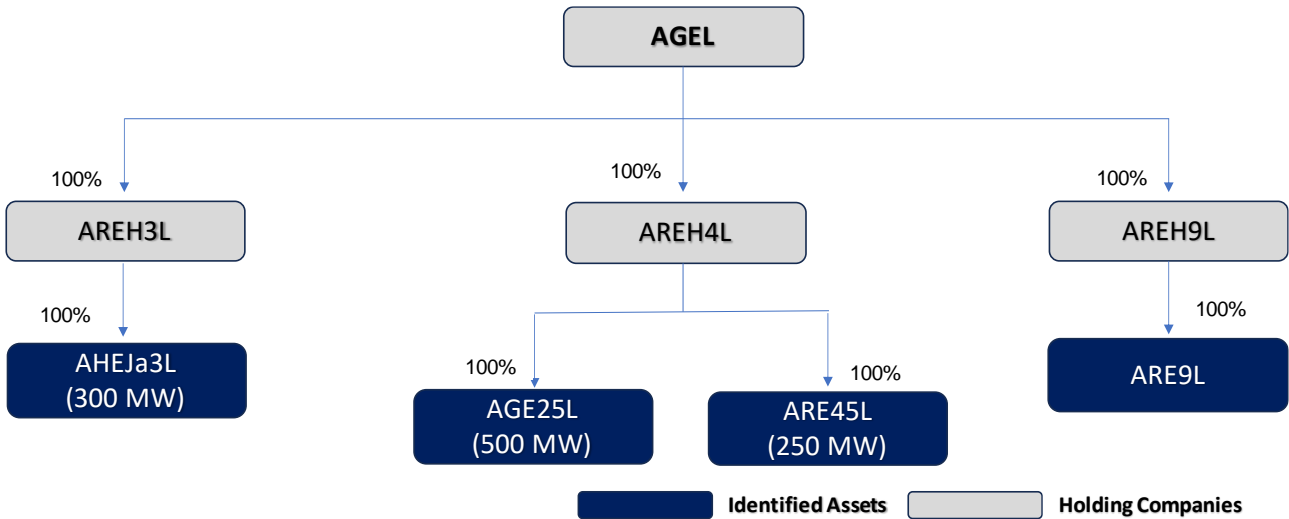 AGEL
100%
100%
100%
AREH3L
AREH4L
AREH9L
100%
100%
AHEJa3L
(300 MW)
100%
100%
ARE9L
AGE25L
(500 MW)
ARE45L
(250 MW)
Identified Assets
Holding Companies